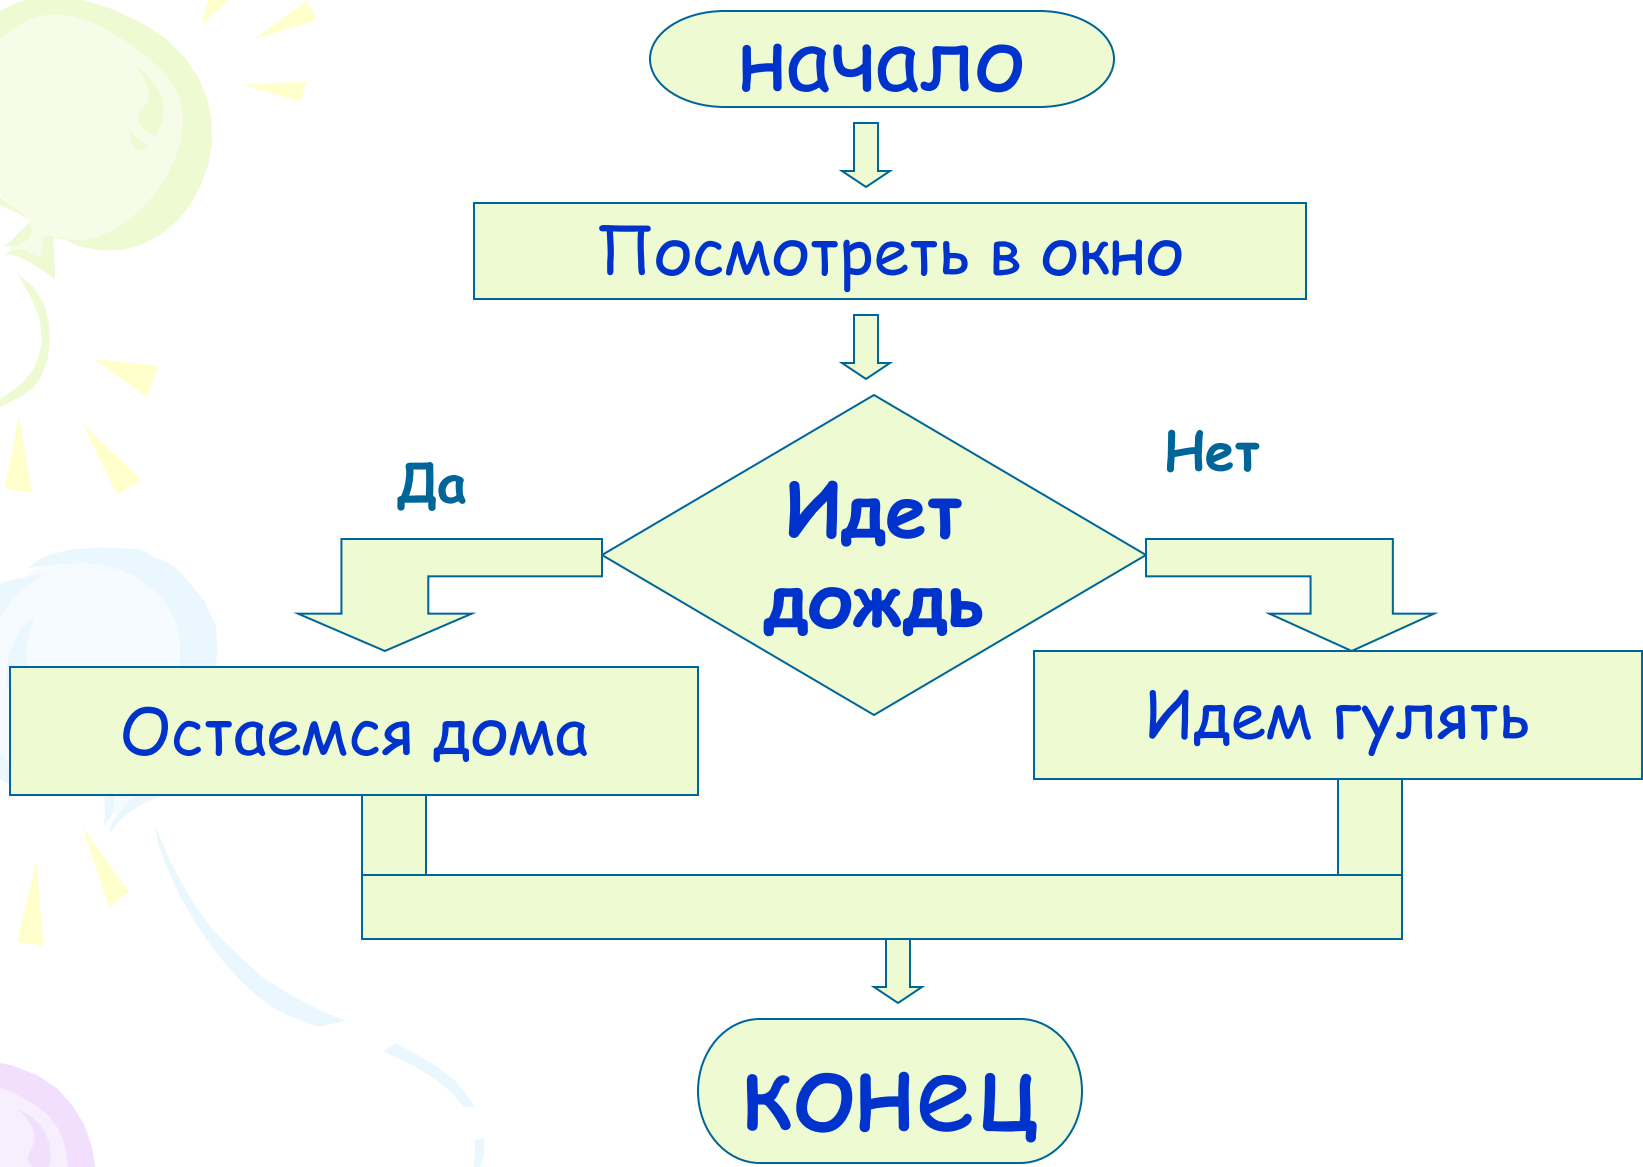 начало
Посмотреть в окно
Да
Нет
Идет
дождь
Остаемся дома
Идем гулять
конец